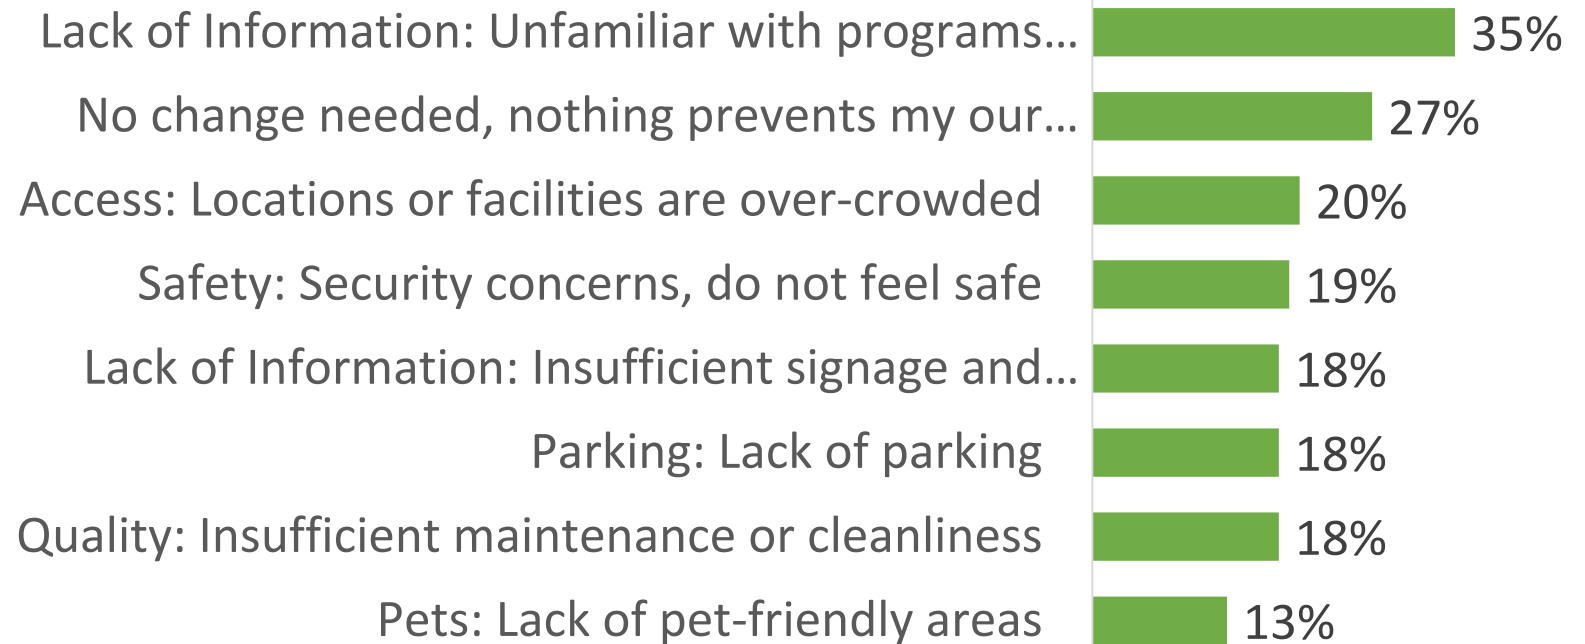 Lack of Information: Unfamiliar with programs... 35%
No change needed, nothing prevents my our... 27%
Access: Locations or facilities are over-crowded 20%
Safety: Security concerns, do not feel safe 19%
Lack of Information: Insufficient signage and... 18%
Parking: Lack of parking 18%
Quality: Insufficient maintenance or cleanliness 18%
Pets: Lack of pet-friendly areas 13%